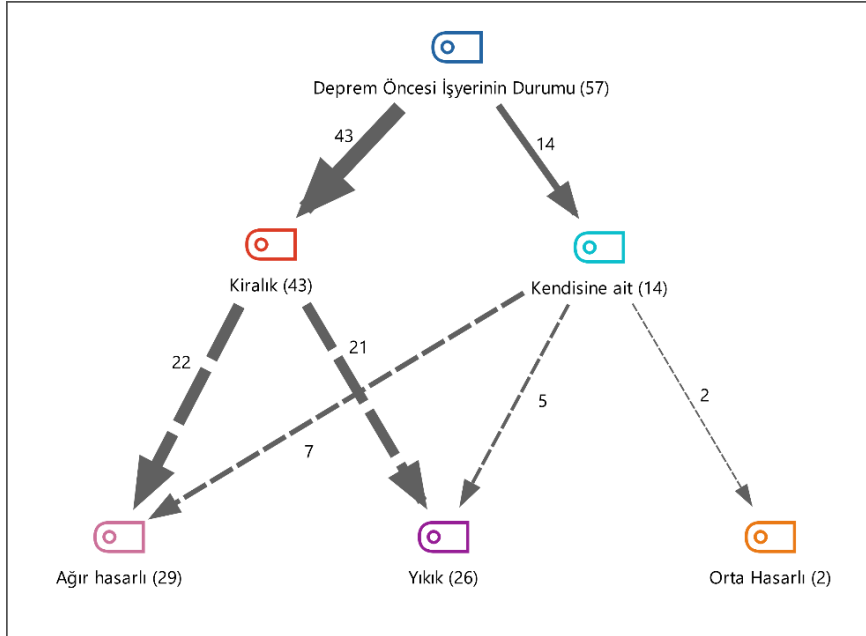 Deprem Öncesi İşyerinin Durumu (57)
43
14
Kiralık (43)
Kendisine ait (14)
22
21
7
5
2
Ağır hasarlı (29)
Yıkık (26)
Orta Hasarlı (2)